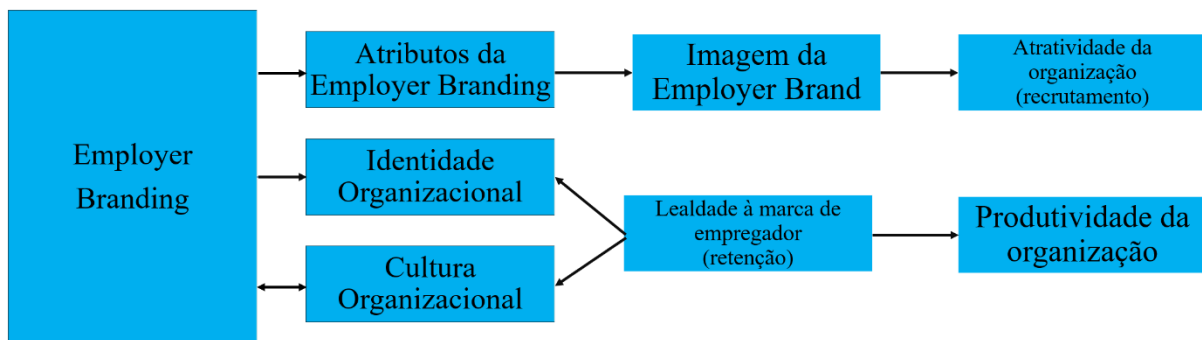 Employer
Branding
Atributos da
Employer Branding
Imagem da
Employer Brand
Atratividade da
organização
(recrutamento)
Identidade
Organizacional
Lealdade à marca de
empregador
(retenção)
Produtividade da
organização
Cultura
Organizacional